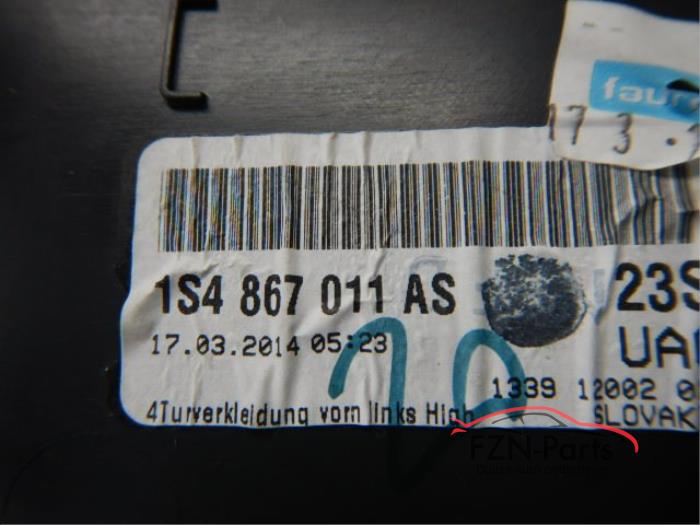 faur
17 3.
1S4 867 011 AS 23S
17.03.2014 05:23 UA
1339 12002 0
4Turverkleidung vorn links High SLOVAK
FZN-Parts